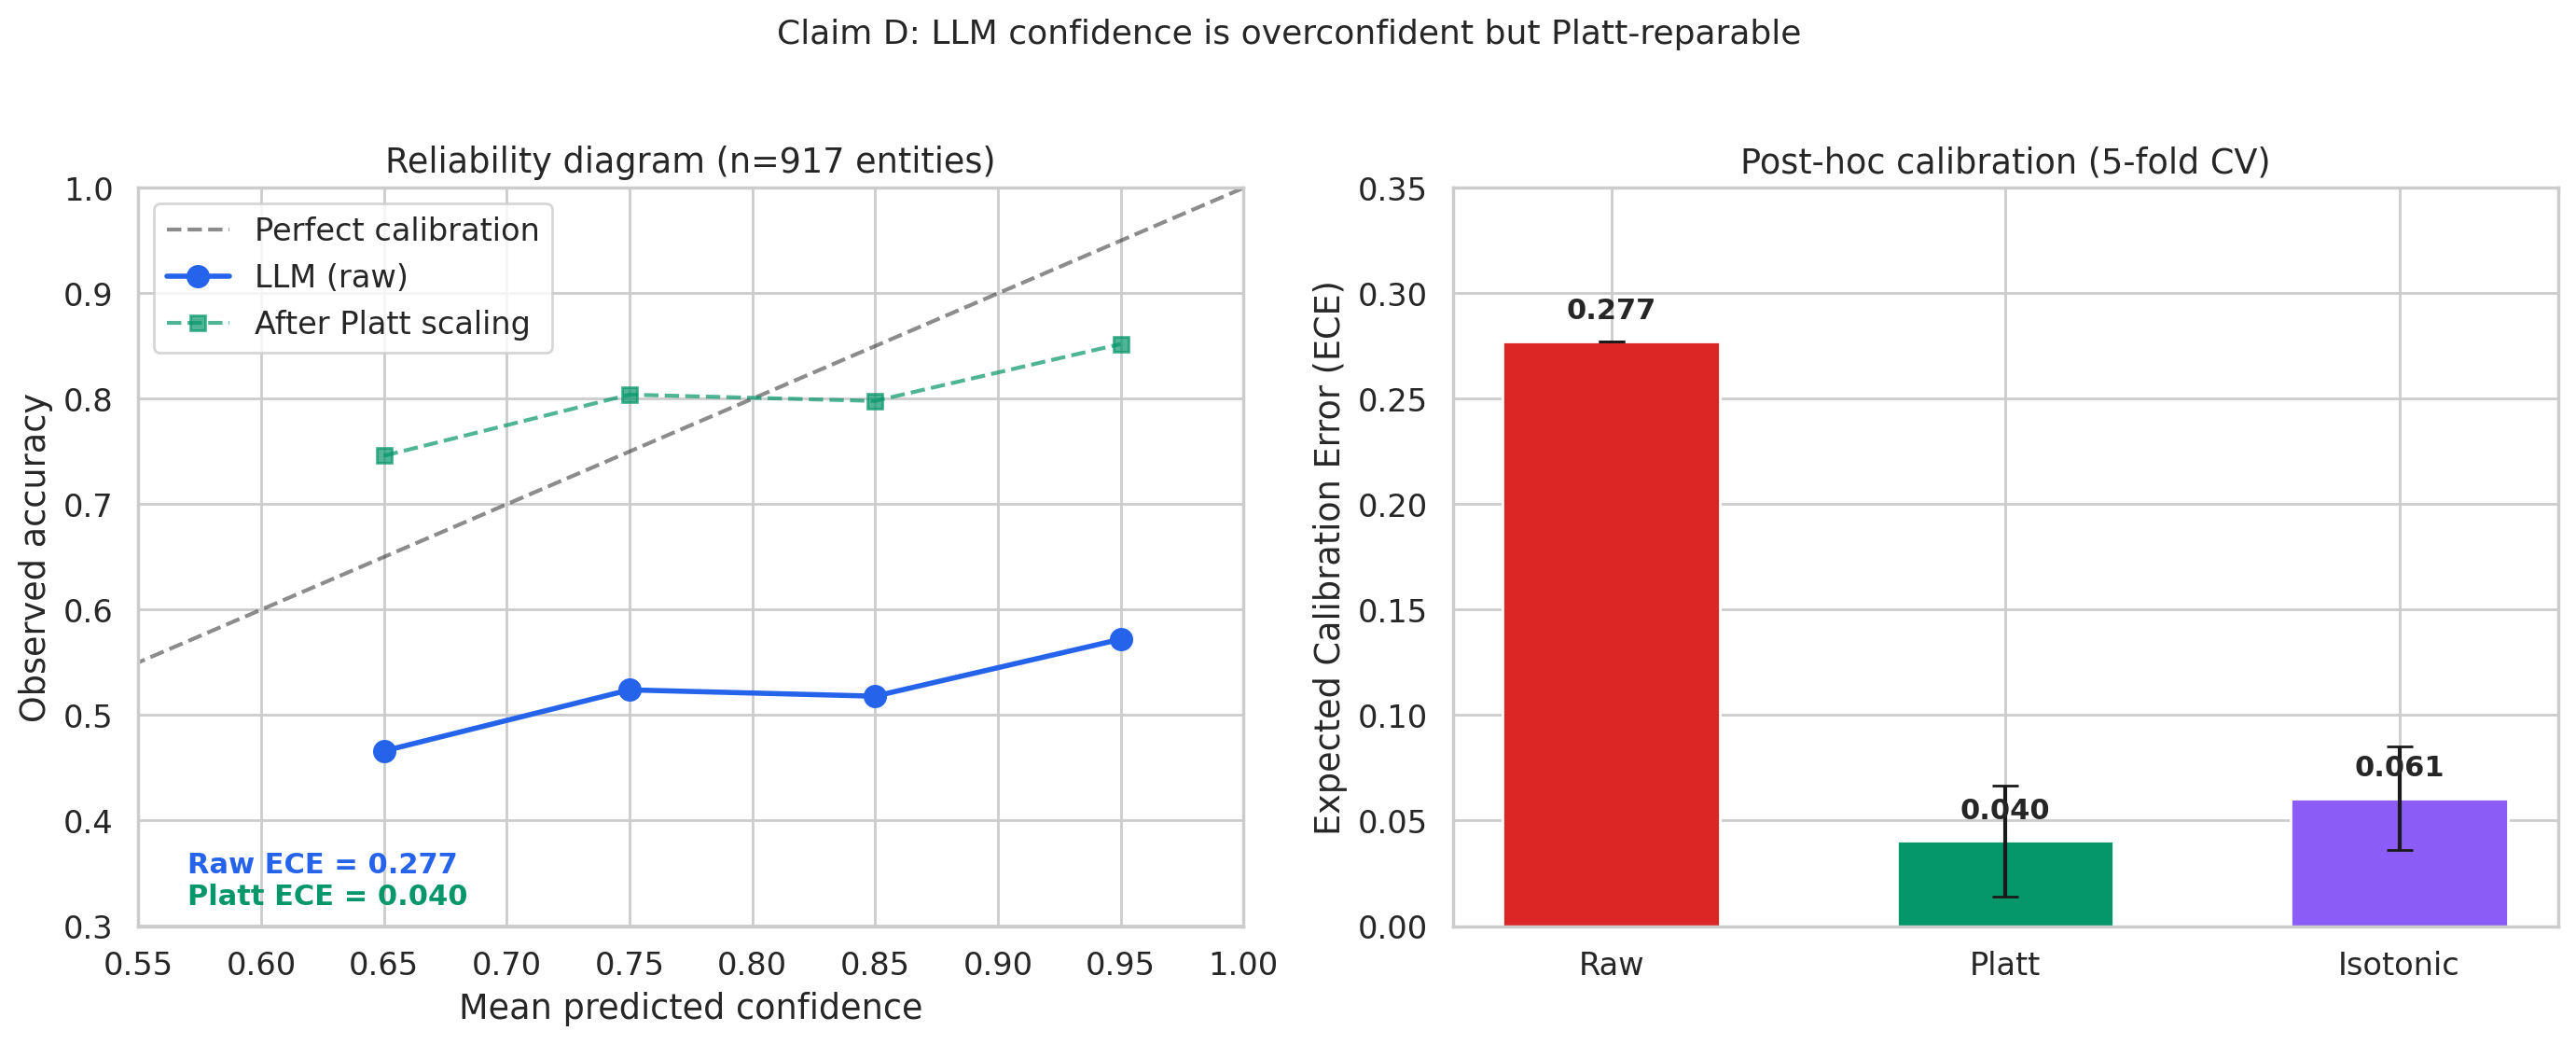 Claim D: LLM confidence is overconfident but Platt-reparable
Reliability diagram (n=917 entities)
1.0
0.9
0.8
0.7
0.6
0.5
0.4
0.3
Observed accuracy
Perfect calibration
LLM (raw)
After Platt scaling
Raw ECE = 0.277
Platt ECE = 0.040
0.55 0.60 0.65 0.70 0.75 0.80 0.85 0.90 0.95 1.00
Mean predicted confidence
Post-hoc calibration (5-fold CV)
0.35
0.30
0.25
0.20
0.15
0.10
0.05
0.00
Expected Calibration Error (ECE)
0.277
0.040
0.061
Raw Platt Isotonic